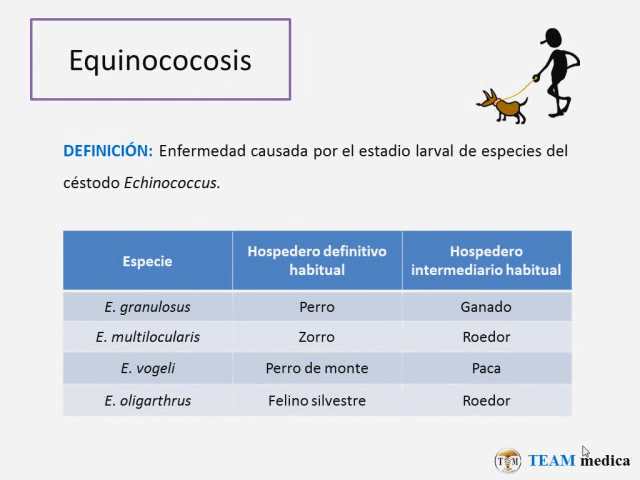 Equinococosis
DEFINICIÓN: Enfermedad causada por el estadio larval de especies del
céstodo Echinococcus.
Especie
Hospedero definitivo
habitual
Hospedero
intermediario habitual
E. granulosus Perro Ganado
E. multilocularis Zorro Roedor
E. vogeli Perro de monte Paca
E. oligarthrus Felino silvestre Roedor
TEAM medica